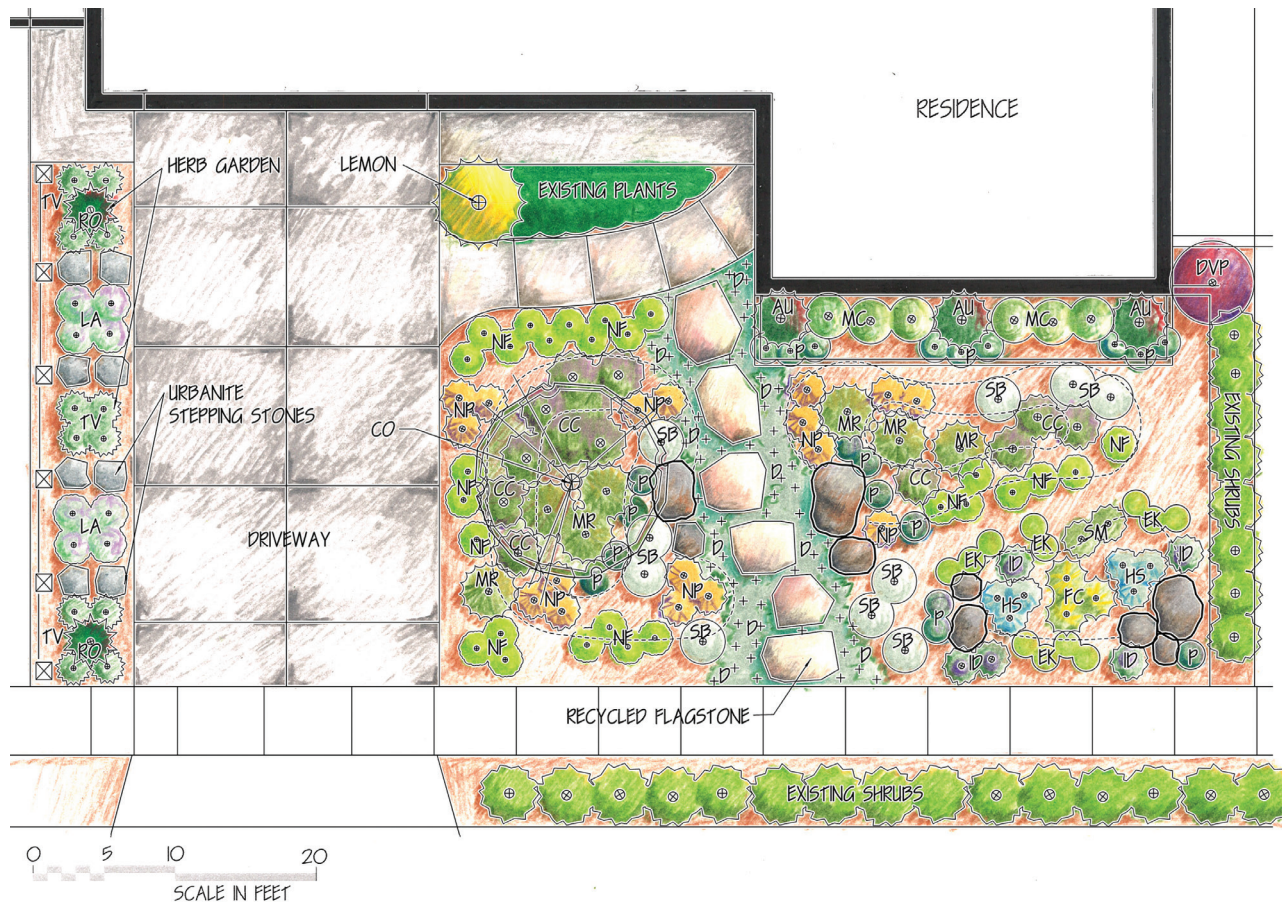 RESIDENCE
HERB GARDEN
LEMON
EXISTING PLANTS
TV
RO
DVP
D
AU
MC
AU
MC
AU
LA
NF
NF
D
P
P
P
SB
SB
URBANITE
STEPPING STONES
NP
NP
D
CC
MR
MR
CC
EXISTING SHRUBS
TV
CO
CC
SB
D
NP
MR
NF
P
NF
CC
P
D
P
CC
P
NF
NF
LA
MR
P
D
NP
P
EK
SM
DRIVEWAY
NF
CC
SB
D
EK
ID
ID
MR
P
NP
D
SB
HS
FC
HS
NP
SB
P
TV
RO
NF
NF
SB
D
D
SB
ID
EK
ID
P
D
D
RECYCLED FLAGSTONE
EXISTING SHRUBS
0 5 10 20
SCALE IN FEET